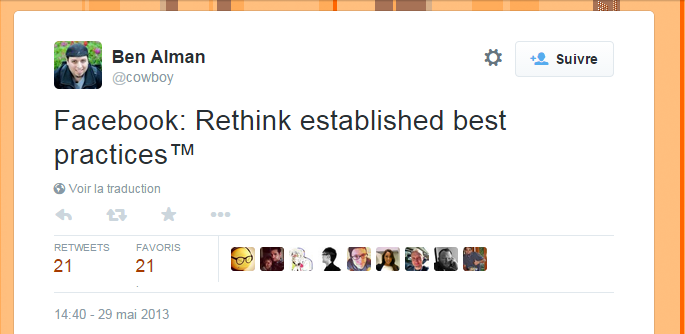 Ben Alman
@cowboy
Suivre
Facebook: Rethink established best
practices™
Voir la traduction
RETWEETS FAVORIS
21 21
14:40 - 29 mai 2013